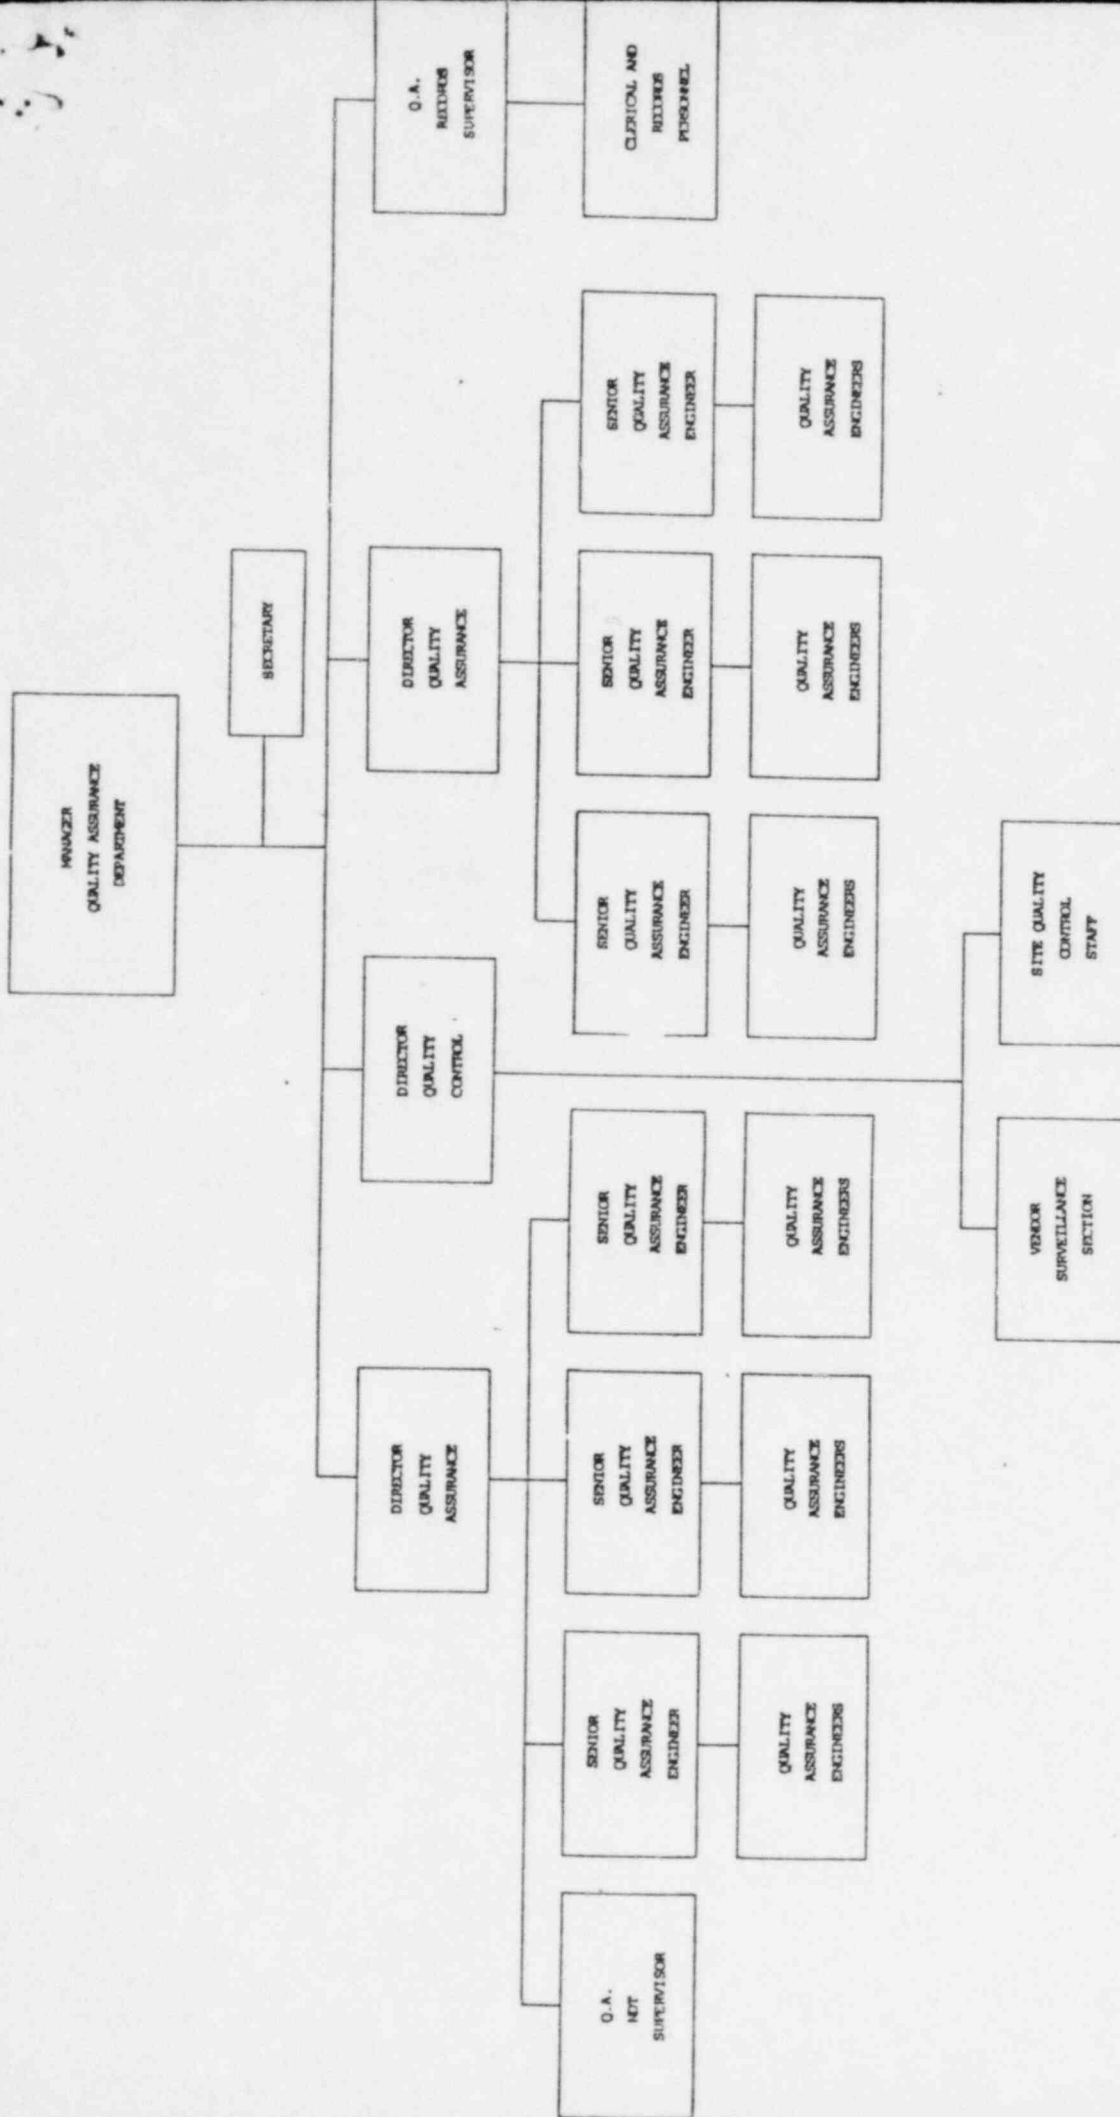 MANAGER
QUALITY ASSURANCE
DEPARTMENT
SECRETARY
DIRECTOR
QUALITY
ASSURANCE
DIRECTOR
QUALITY
CONTROL
DIRECTOR
QUALITY
ASSURANCE
Q.A.
RECORDS
SUPERVISOR
Q.A.
NDT
SUPERVISOR
SENIOR
QUALITY
ASSURANCE
ENGINEER
SENIOR
QUALITY
ASSURANCE
ENGINEER
SENIOR
QUALITY
ASSURANCE
ENGINEER
SENIOR
QUALITY
ASSURANCE
ENGINEER
SENIOR
QUALITY
ASSURANCE
ENGINEER
SENIOR
QUALITY
ASSURANCE
ENGINEER
CLERICAL AND
RECORDS
PERSONNEL
QUALITY
ASSURANCE
ENGINEERS
QUALITY
ASSURANCE
ENGINEERS
QUALITY
ASSURANCE
ENGINEERS
QUALITY
ASSURANCE
ENGINEERS
QUALITY
ASSURANCE
ENGINEERS
QUALITY
ASSURANCE
ENGINEERS
VENDOR
SURVEILLANCE
SECTION
SITE QUALITY
CONTROL
STAFF